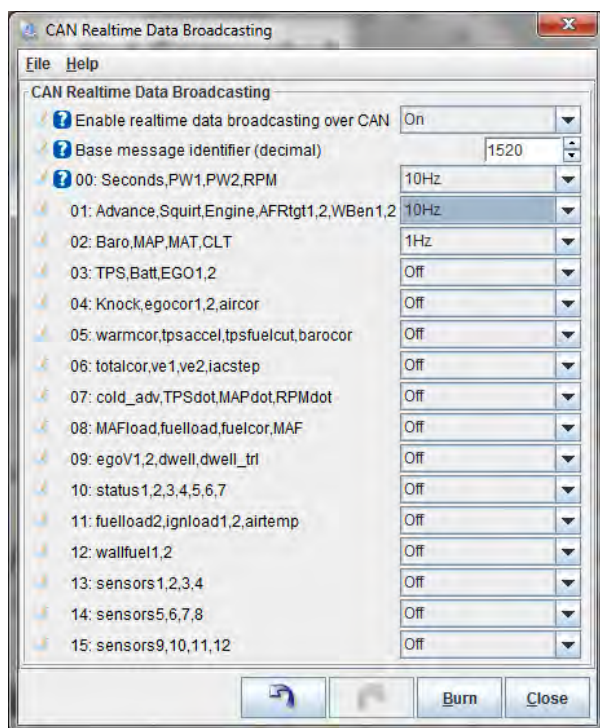 CAN Realtime Data Broadcasting
File Help
CAN Realtime Data Broadcasting
Enable realtime data broadcasting over CAN On
Base message identifier (decimal) 1520
00: Seconds,PW1,PW2,RPM 10Hz
01: Advance,Squirt,Engine,AFRtgt1,2,WBen1,2 10Hz
02: Baro,MAP,MAT,CLT 1Hz
03: TPS,Batt,EGO1,2 Off
04: Knock,egocor1,2,aircor Off
05: warmcor,tpsaccel,tpsfuelcut,barocor Off
06: totalcor,ve1,ve2,iacstep Off
07: cold_adv,TPSdot,MAPdot,RPMdot Off
08: MAFload,fuelload,fuelcor,MAF Off
09: egoV1,2,dwell,dwell_trl Off
10: status1,2,3,4,5,6,7 Off
11: fuelload2,ignload1,2,airtemp Off
12: wallfuel1,2 Off
13: sensors1,2,3,4 Off
14: sensors5,6,7,8 Off
15: sensors9,10,11,12 Off
Burn Close